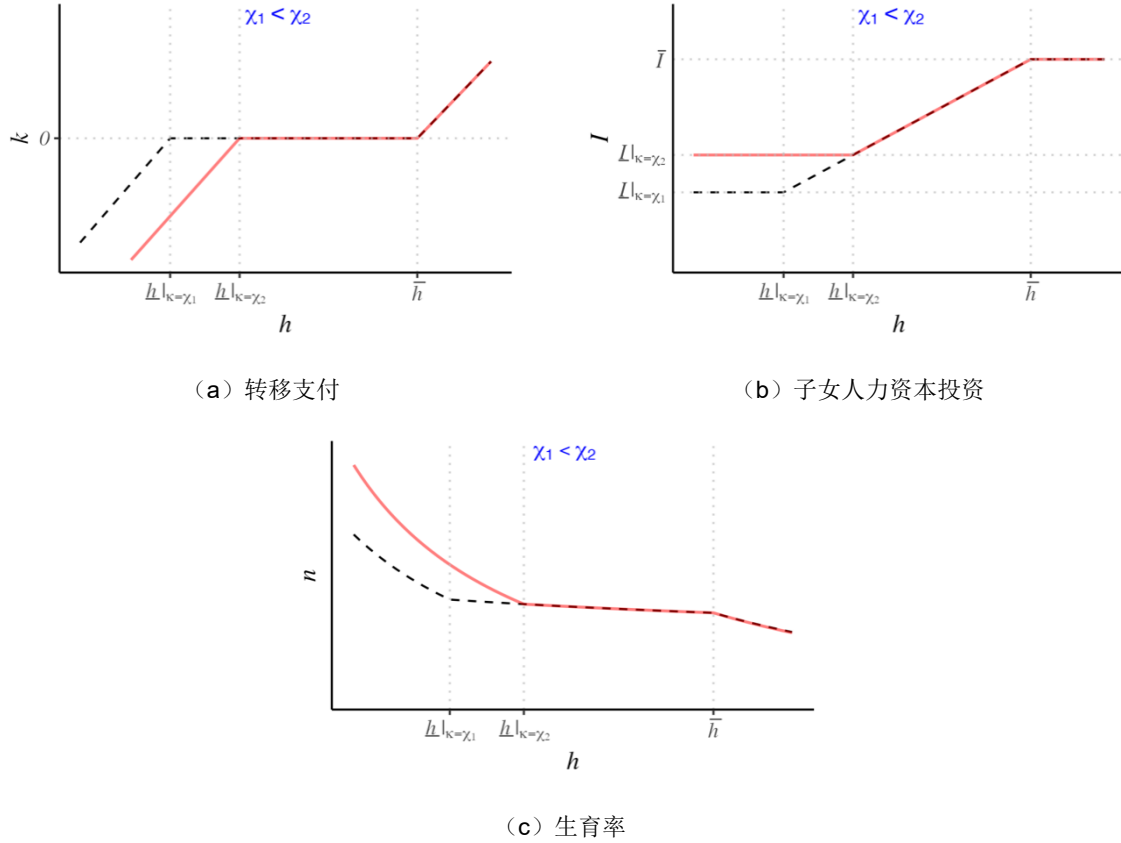 χ₁ < χ₂
k
0
h̲|κ=χ₁ h̲|κ=χ₂ h̄
h
（a）转移支付
χ₁ < χ₂
Ī
I
I̲|κ=χ₂
I̲|κ=χ₁
h̲|κ=χ₁ h̲|κ=χ₂ h̄
h
（b）子女人力资本投资
χ₁ < χ₂
n
h̲|κ=χ₁ h̲|κ=χ₂ h̄
h
（c）生育率